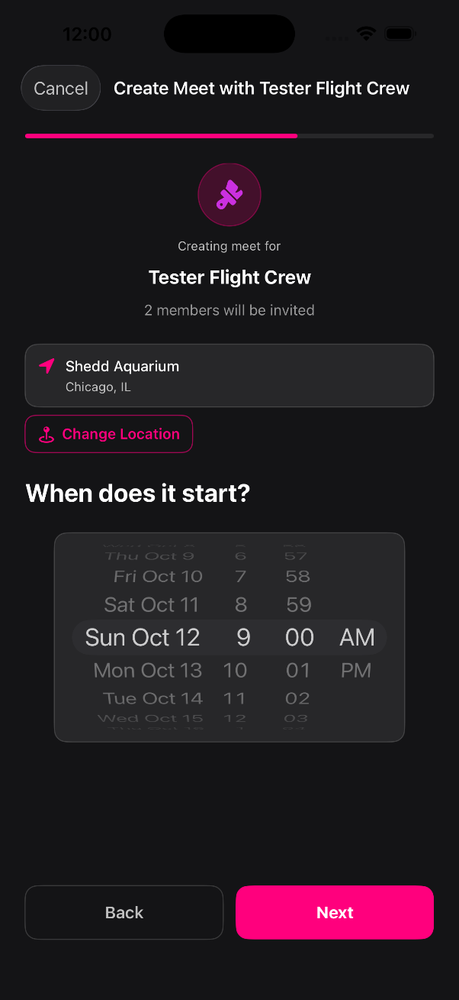 12:00
Cancel
Create Meet with Tester Flight Crew
Creating meet for
Tester Flight Crew
2 members will be invited
Shedd Aquarium
Chicago, IL
Change Location
When does it start?
Thu Oct 9 6 57
Fri Oct 10 7 58
Sat Oct 11 8 59
Sun Oct 12 9 00 AM
Mon Oct 13 10 01 PM
Tue Oct 14 11 02
Wed Oct 15 12 03
Back
Next